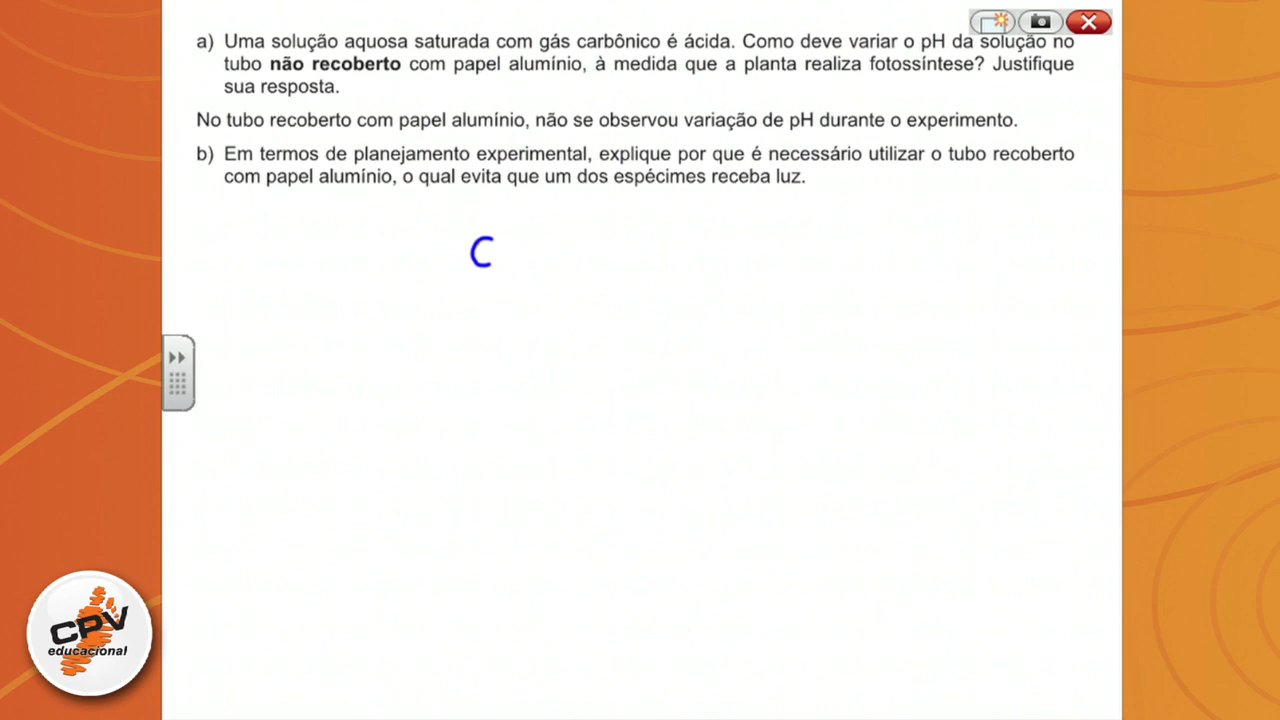 a) Uma solução aquosa saturada com gás carbônico é ácida. Como deve variar o pH da solução no
tubo não recoberto com papel alumínio, à medida que a planta realiza fotossíntese? Justifique
sua resposta.
No tubo recoberto com papel alumínio, não se observou variação de pH durante o experimento.
b) Em termos de planejamento experimental, explique por que é necessário utilizar o tubo recoberto
com papel alumínio, o qual evita que um dos espécimes receba luz.
C
CPV
educacional